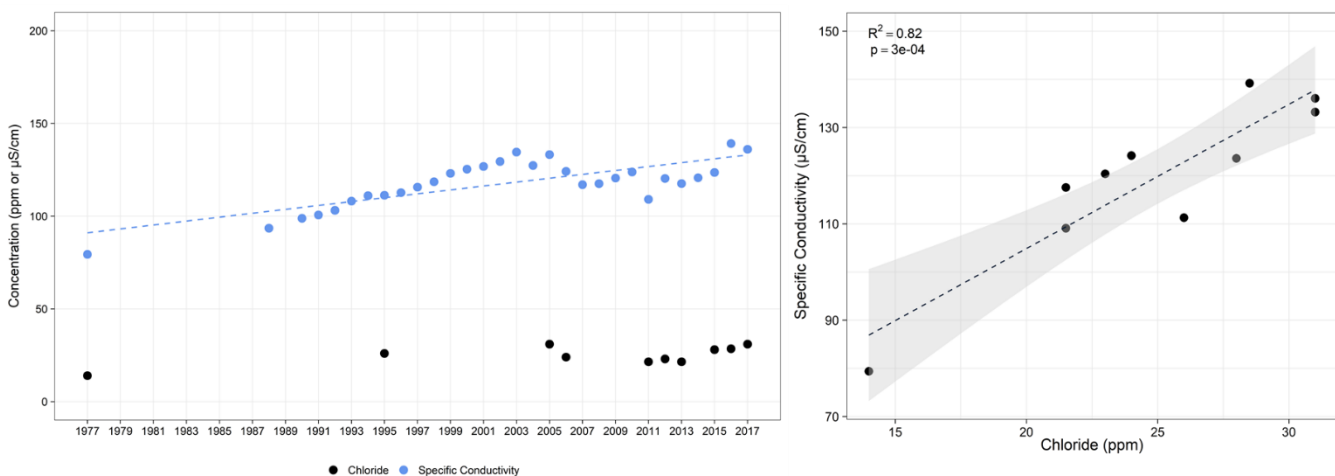 Concentration (ppm or µS/cm)
200
150
100
50
0
1977 1979 1981 1983 1985 1987 1989 1991 1993 1995 1997 1999 2001 2003 2005 2007 2009 2011 2013 2015 2017
Chloride Specific Conductivity
R² = 0.82
p = 3e-04
Specific Conductivity (µS/cm)
150
130
110
90
70
15 20 25 30
Chloride (ppm)